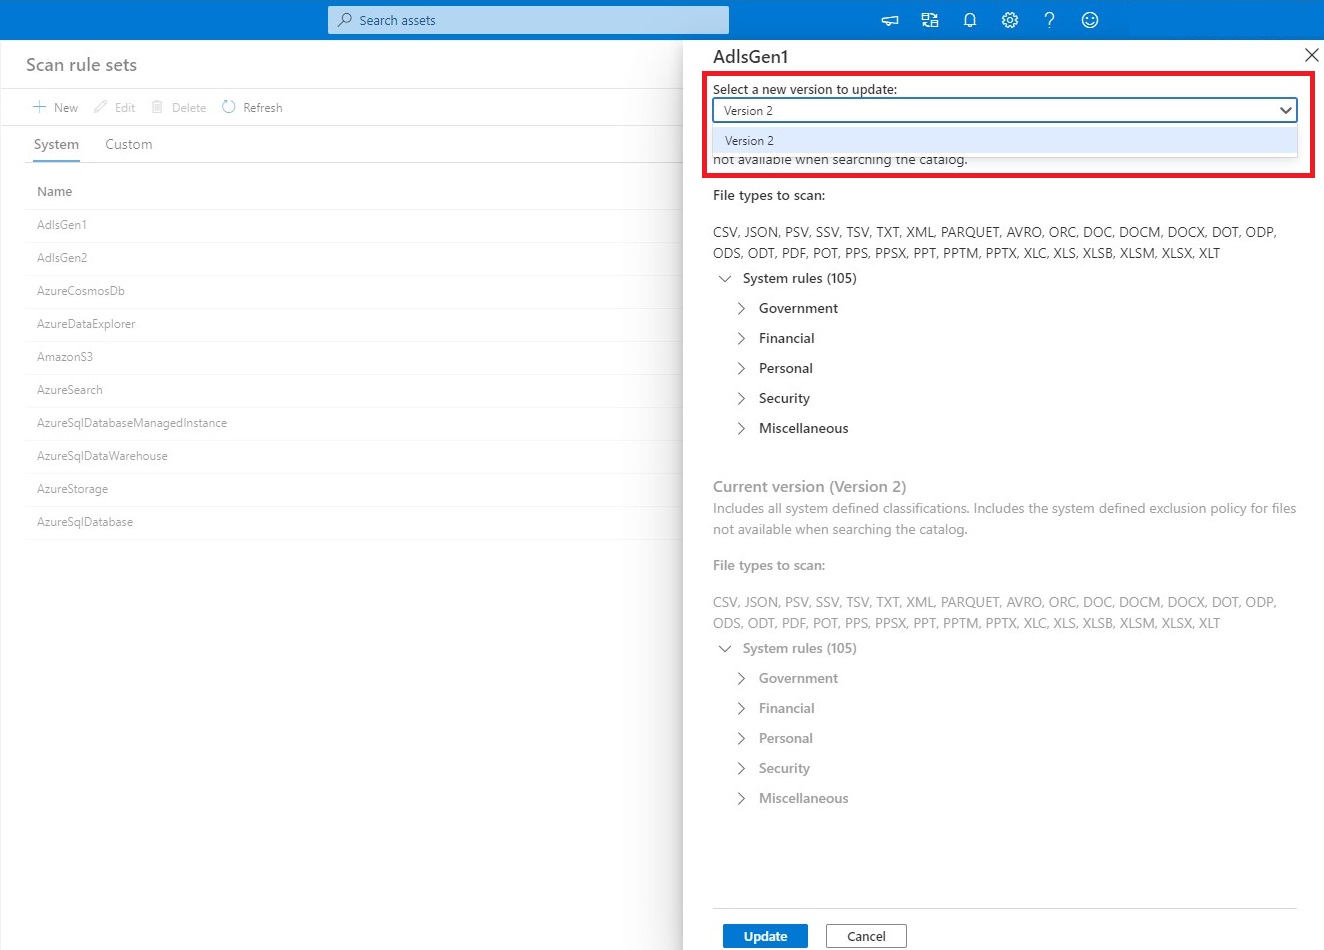 Search assets
Scan rule sets
New
Edit
Delete
Refresh
System
Custom
Name
AdlsGen1
AdlsGen2
AzureCosmosDb
AzureDataExplorer
AmazonS3
AzureSearch
AzureSqlDatabaseManagedInstance
AzureSqlDataWarehouse
AzureStorage
AzureSqlDatabase
AdlsGen1
Select a new version to update:
Version 2
Version 2
not available when searching the catalog.
File types to scan:
CSV, JSON, PSV, SSV, TSV, TXT, XML, PARQUET, AVRO, ORC, DOC, DOCM, DOCX, DOT, ODP,
ODS, ODT, PDF, POT, PPS, PPSX, PPT, PPTM, PPTX, XLC, XLS, XLSB, XLSM, XLSX, XLT
System rules (105)
Government
Financial
Personal
Security
Miscellaneous
Current version (Version 2)
Includes all system defined classifications. Includes the system defined exclusion policy for files
not available when searching the catalog.
File types to scan:
CSV, JSON, PSV, SSV, TSV, TXT, XML, PARQUET, AVRO, ORC, DOC, DOCM, DOCX, DOT, ODP,
ODS, ODT, PDF, POT, PPS, PPSX, PPT, PPTM, PPTX, XLC, XLS, XLSB, XLSM, XLSX, XLT
System rules (105)
Government
Financial
Personal
Security
Miscellaneous
Update
Cancel